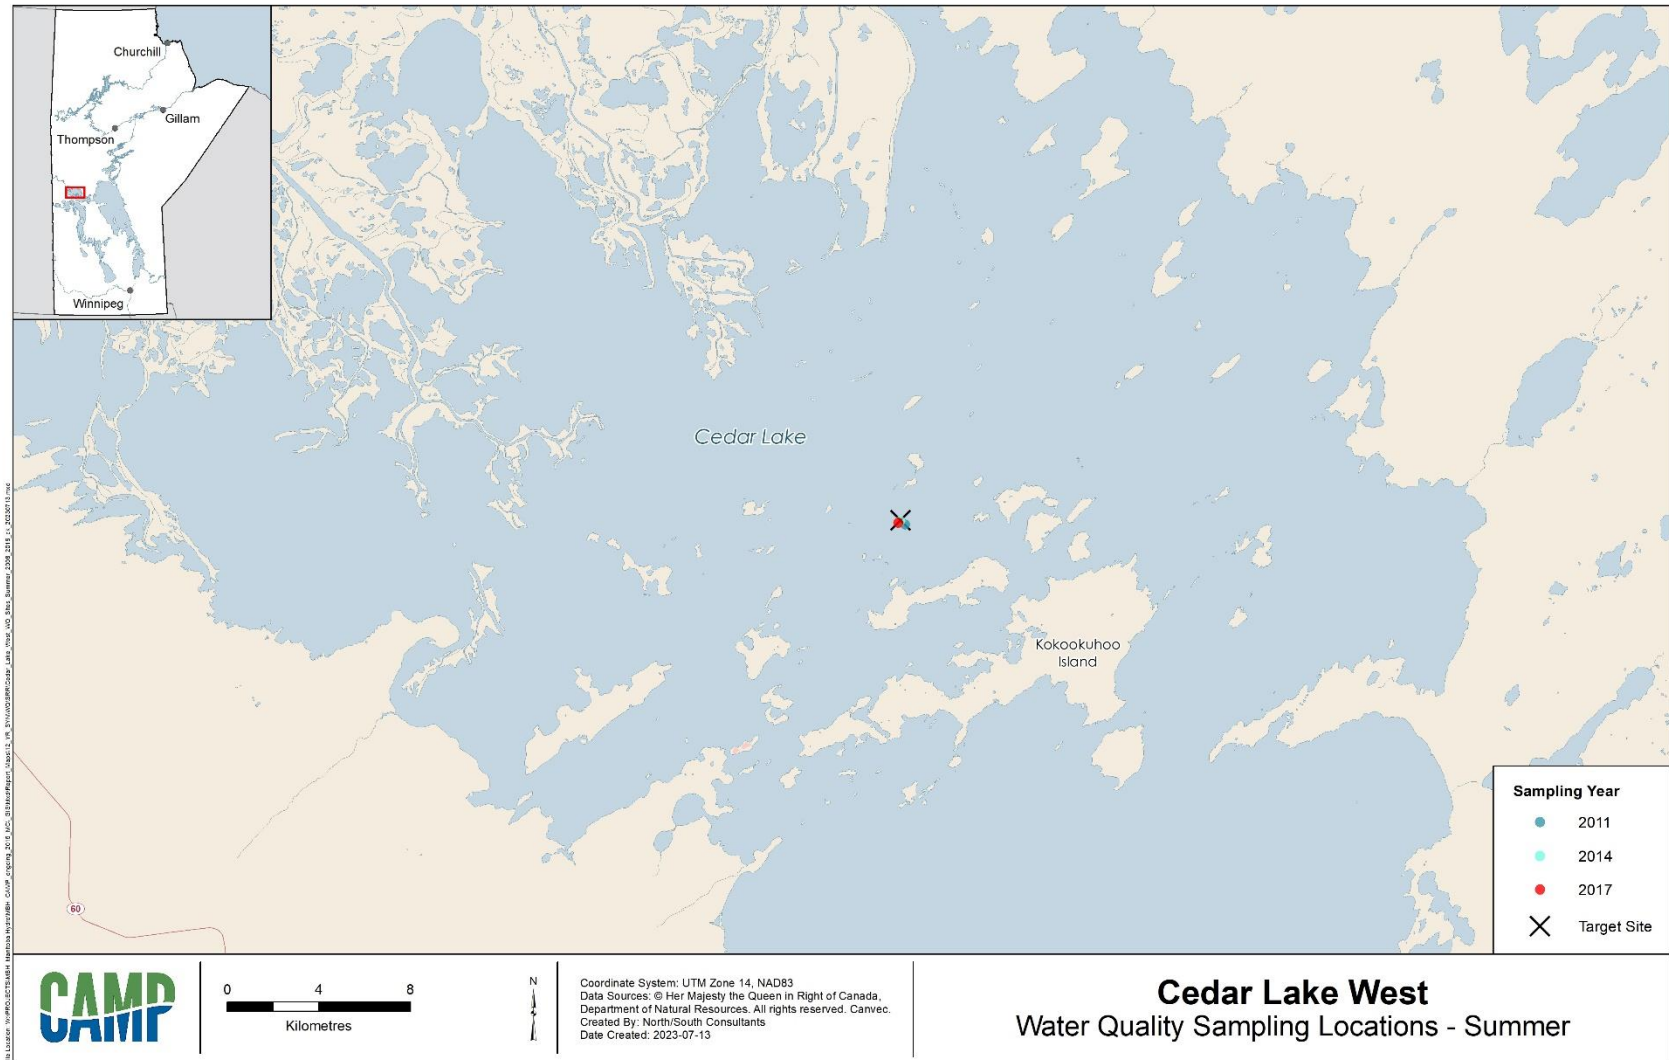 Churchill
Gillam
Thompson
Winnipeg
Cedar Lake
Kokookuhoo
Island
60
Sampling Year
2011
2014
2017
Target Site
CAMP
0 4 8
Kilometres
N
Coordinate System: UTM Zone 14, NAD83
Data Sources: © Her Majesty the Queen in Right of Canada,
Department of Natural Resources. All rights reserved. Canvec.
Created By: North/South Consultants
Date Created: 2023-07-13
Cedar Lake West
Water Quality Sampling Locations - Summer